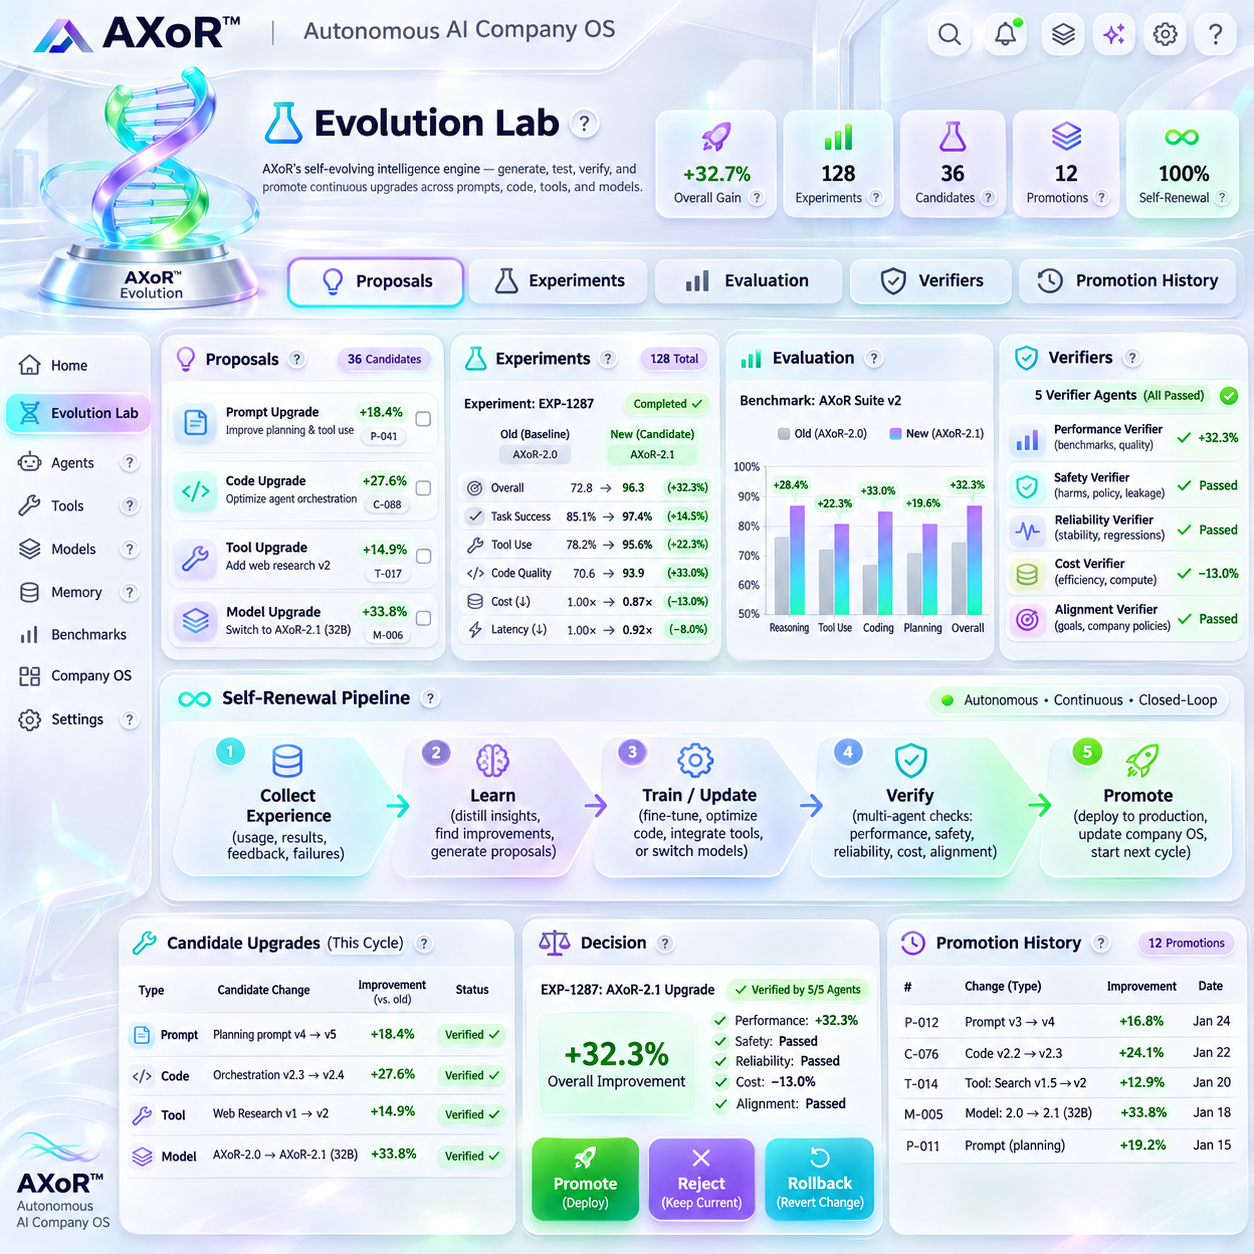 AXoR™ | Autonomous AI Company OS
?
Evolution Lab ?
AXoR's self-evolving intelligence engine — generate, test, verify, and
promote continuous upgrades across prompts, code, tools, and models.
+32.7%
Overall Gain ?
128
Experiments ?
36
Candidates ?
12
Promotions ?
100%
Self-Renewal ?
AXoR™
Evolution
Proposals
Experiments
Evaluation
Verifiers
Promotion History
Home
Evolution Lab
Agents ?
Tools ?
Models ?
Memory ?
Benchmarks
Company OS
Settings ?
Proposals ? 36 Candidates
Prompt Upgrade +18.4%
Improve planning & tool use P-041
Code Upgrade +27.6%
Optimize agent orchestration C-088
Tool Upgrade +14.9%
Add web research v2 T-017
Model Upgrade +33.8%
Switch to AXoR-2.1 (32B) M-006
Experiments ? 128 Total
Experiment: EXP-1287 Completed ✓
Old (Baseline) New (Candidate)
AXoR-2.0 AXoR-2.1
Overall 72.8 → 96.3 (+32.3%)
Task Success 85.1% → 97.4% (+14.5%)
Tool Use 78.2% → 95.6% (+22.3%)
Code Quality 70.6 → 93.9 (+33.0%)
Cost (↓) 1.00× → 0.87× (−13.0%)
Latency (↓) 1.00× → 0.92× (−8.0%)
Evaluation ?
Benchmark: AXoR Suite v2
Old (AXoR-2.0) New (AXoR-2.1)
100%
90%
80%
70%
60%
50%
+28.4%
+22.3%
+33.0%
+19.6%
+32.3%
Reasoning Tool Use Coding Planning Overall
Verifiers ?
5 Verifier Agents (All Passed)
Performance Verifier
(benchmarks, quality) ✓ +32.3%
Safety Verifier
(harms, policy, leakage) ✓ Passed
Reliability Verifier
(stability, regressions) ✓ Passed
Cost Verifier
(efficiency, compute) ✓ −13.0%
Alignment Verifier
(goals, company policies) ✓ Passed
Self-Renewal Pipeline ?
Autonomous • Continuous • Closed-Loop
1
Collect
Experience
(usage, results,
feedback, failures)
2
Learn
(distill insights,
find improvements,
generate proposals)
3
Train / Update
(fine-tune, optimize
code, integrate tools,
or switch models)
4
Verify
(multi-agent checks:
performance, safety,
reliability, cost, alignment)
5
Promote
(deploy to production,
update company OS,
start next cycle)
Candidale Upgrades (This Cycle) ?
Type Candidate Change Improvement Status
(vs. old)
Prompt Planning prompt v4 → v5 +18.4% Verified ✓
Code Orchestration v2.3 → v2.4 +27.6% Verified ✓
Tool Web Research v1 → v2 +14.9% Verified ✓
Model AXoR-2.0 → AXoR-2.1 (32B) +33.8% Verified ✓
Decision ?
EXP-1287: AXoR-2.1 Upgrade ✓ Verified by 5/5 Agents
+32.3%
Overall Improvement
✓ Performance: +32.3%
✓ Safety: Passed
✓ Reliability: Passed
✓ Cost: −13.0%
✓ Alignment: Passed
Promote
(Deploy)
Reject
(Keep Current)
Rollback
(Revert Change)
Promotion History ? 12 Promotions
# Change (Type) Improvement Date
P-012 Prompt v3 → v4 +16.8% Jan 24
C-076 Code v2.2 → v2.3 +24.1% Jan 22
T-014 Tool: Search v1.5 → v2 +12.9% Jan 20
M-005 Model: 2.0 → 2.1 (32B) +33.8% Jan 18
P-011 Prompt (planning) +19.2% Jan 15
AXoR™
Autonomous
AI Company OS